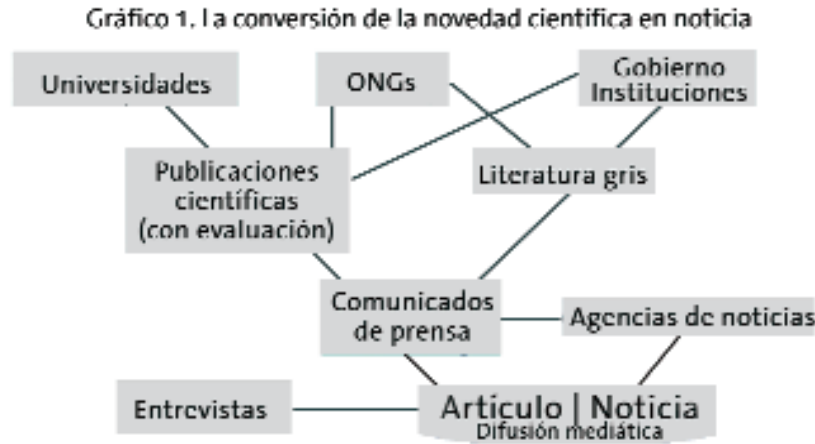 Gráfico 1. La conversión de la novedad científica en noticia
Universidades
ONGs
Gobierno
Instituciones
Publicaciones
científicas
(con evaluación)
Literatura gris
Comunicados
de prensa
Agencias de noticias
Entrevistas
Artículo | Noticia
Difusión mediática